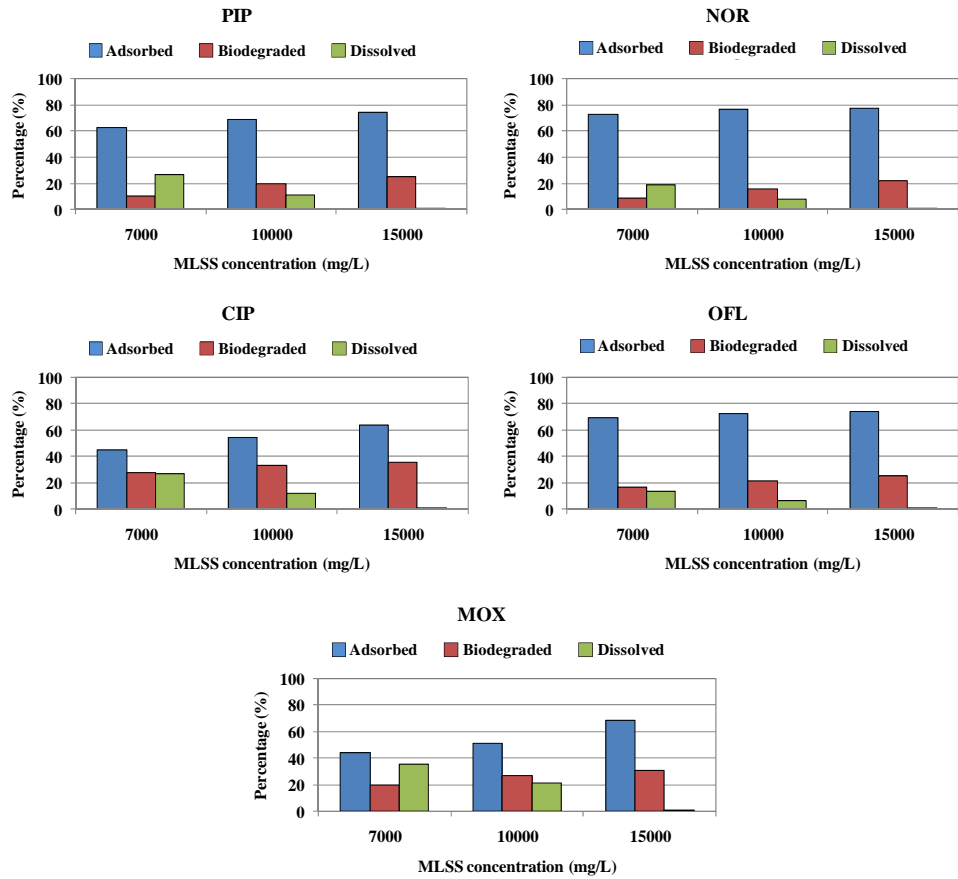 PIP
Adsorbed Biodegraded Dissolved
Percentage (%)
100
80
60
40
20
0
7000 10000 15000
MLSS concentration (mg/L)
NOR
Adsorbed Biodegraded Dissolved
Percentage (%)
100
80
60
40
20
0
7000 10000 15000
MLSS concentration (mg/L)
CIP
Adsorbed Biodegraded Dissolved
Percentage (%)
100
80
60
40
20
0
7000 10000 15000
MLSS concentration (mg/L)
OFL
Adsorbed Biodegraded Dissolved
Percentage (%)
100
80
60
40
20
0
7000 10000 15000
MLSS concentration (mg/L)
MOX
Adsorbed Biodegraded Dissolved
Percentage (%)
100
80
60
40
20
0
7000 10000 15000
MLSS concentration (mg/L)